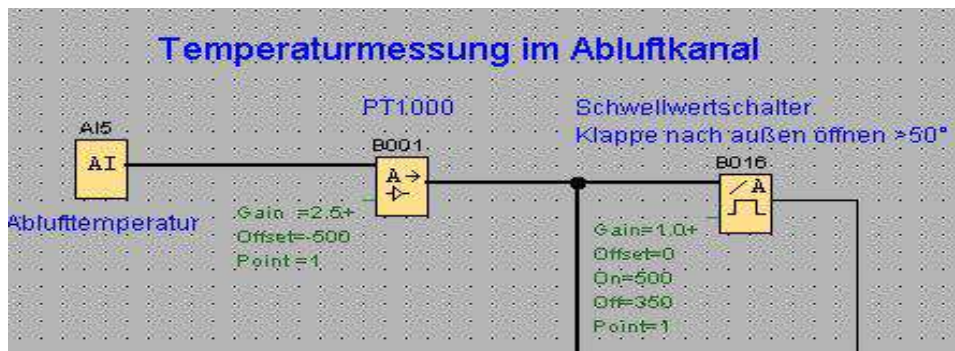 Temperaturmessung im Abluftkanal
PT1000
Schwellwertschalter
Klappe nach außen öffnen >50°
AI5
AI
Ablufttemperatur
B001
A→
Gain =2.5+
Offset=-500
Point =1
B016
/A
Gain=1.0+
Offset=0
On=500
Off=350
Point=1